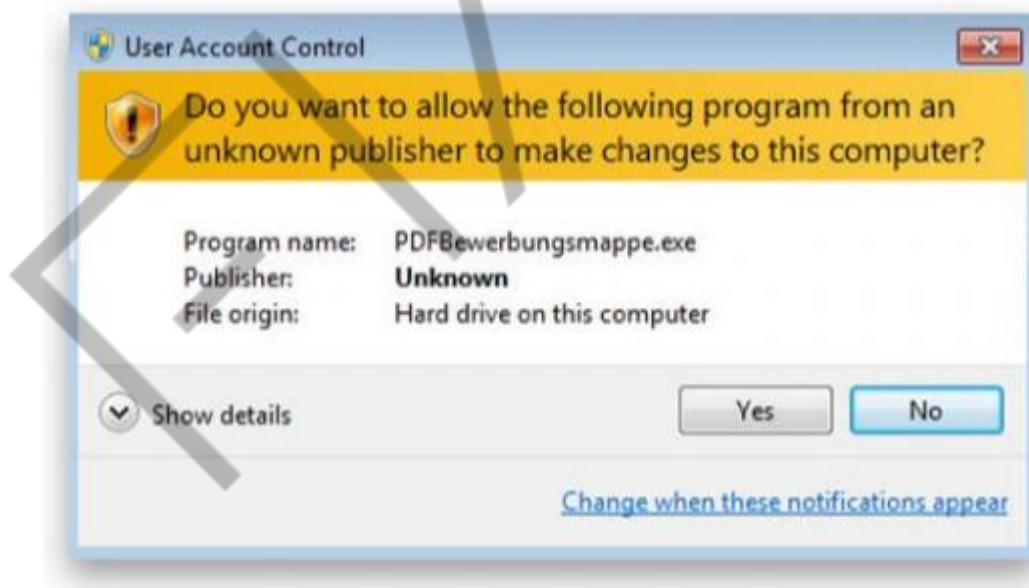 User Account Control
Do you want to allow the following program from an
unknown publisher to make changes to this computer?
Program name: PDFBewerbungsmappe.exe
Publisher: Unknown
File origin: Hard drive on this computer
Show details
Yes No
Change when these notifications appear